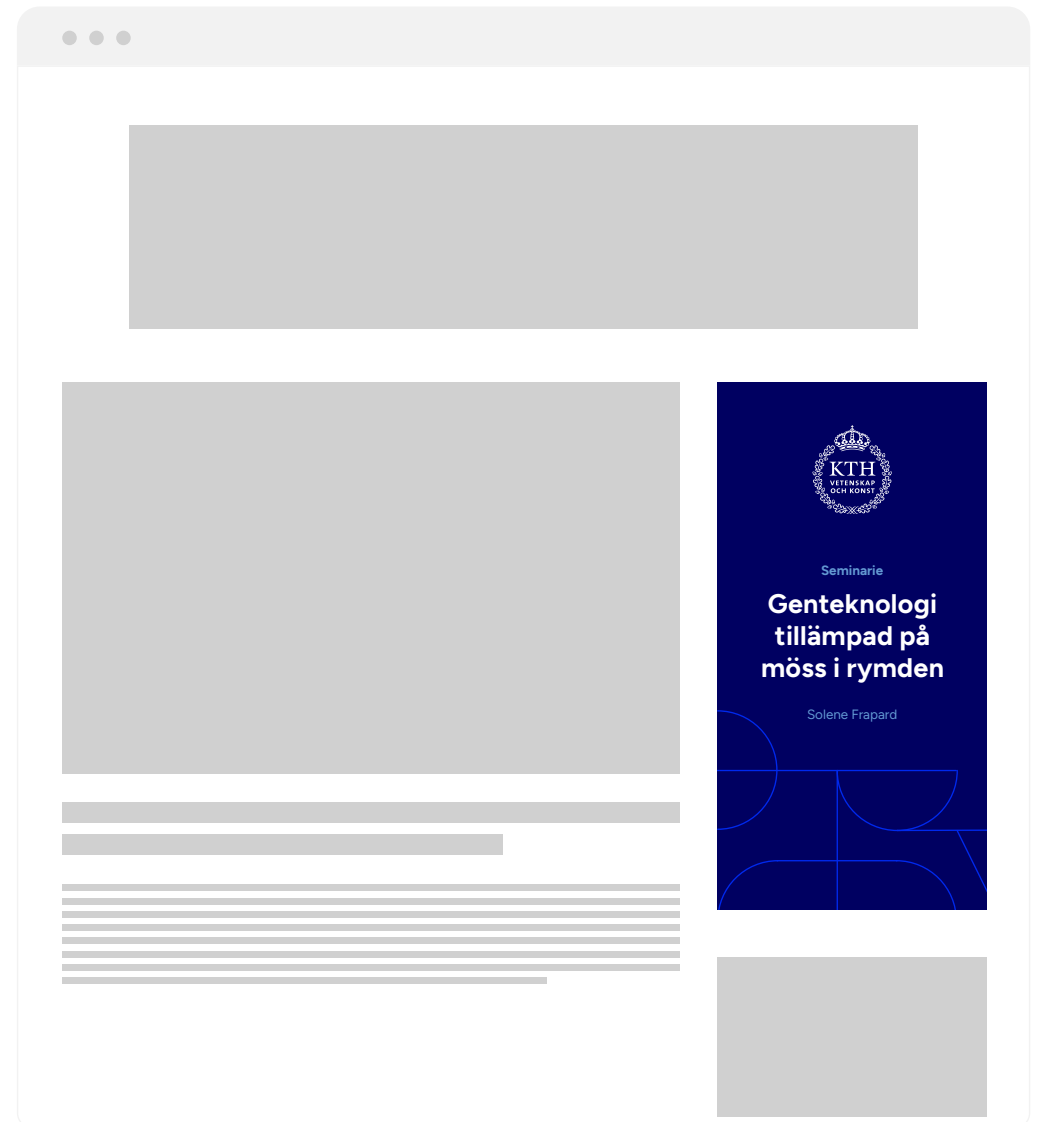 KTH
VETENSKAP
OCH KONST
Seminarie
Genteknologi
tillämpad på
möss i rymden
Solene Frapard